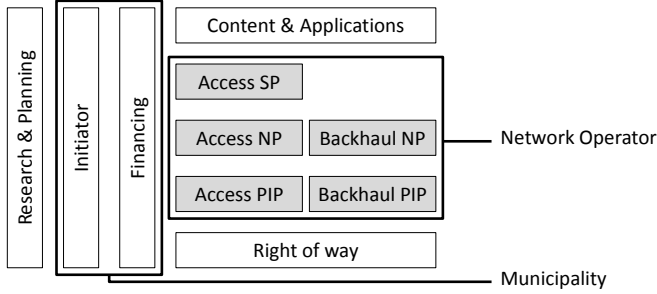 Research & Planning
Initiator
Financing
Content & Applications
Access SP
Access NP
Backhaul NP
Access PIP
Backhaul PIP
Right of way
Network Operator
Municipality